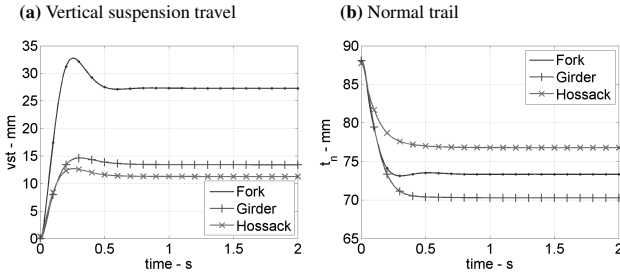 (a) Vertical suspension travel
35
30
25
20
15
10
5
0
0
0.5
1
1.5
2
vst - mm
time - s
Fork
Girder
Hossack
(b) Normal trail
90
85
80
75
70
65
0
0.5
1
1.5
2
t_n - mm
time - s
Fork
Girder
Hossack